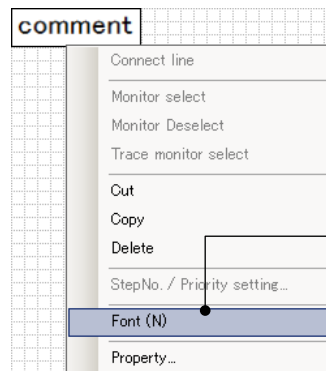 comment
Connect line
Monitor select
Monitor Deselect
Trace monitor select
Cut
Copy
Delete
StepNo. / Priority setting...
Font (N)
Property...